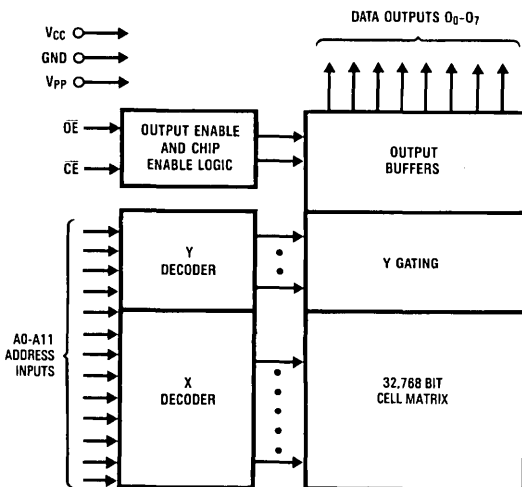 DATA OUTPUTS O0-O7
VCC
GND
VPP
OE
CE
OUTPUT ENABLE
AND CHIP
ENABLE LOGIC
OUTPUT
BUFFERS
Y
DECODER
Y GATING
A0-A11
ADDRESS
INPUTS
X
DECODER
32,768 BIT
CELL MATRIX